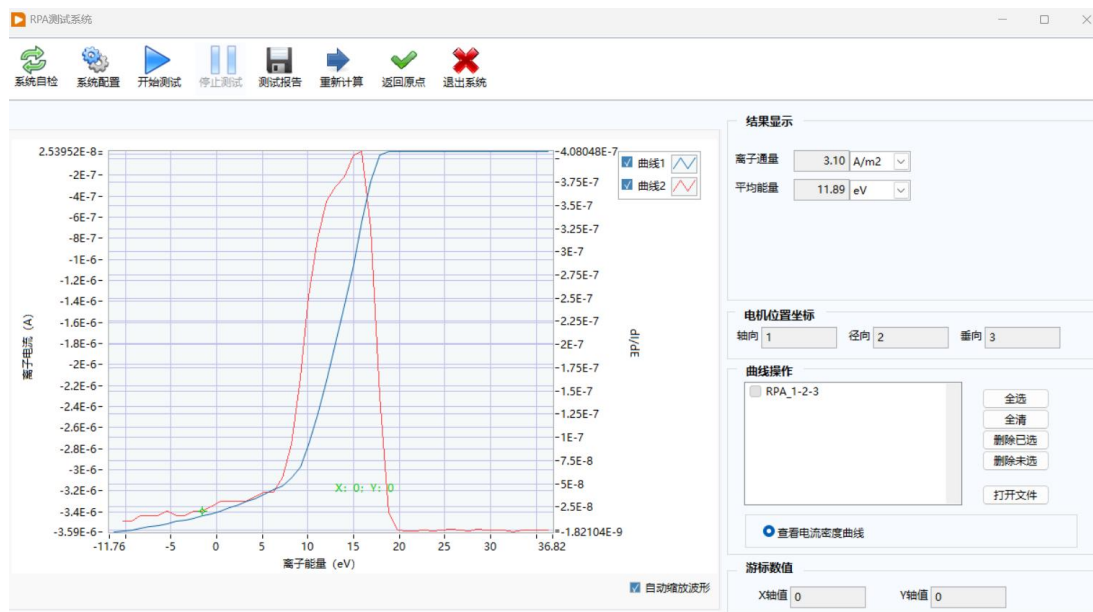 RPA测试系统
系统自检 系统配置 开始测试 停止测试 测试报告 重新计算 返回原点 退出系统
离子电流 (A)
2.53952E-8
-2E-7
-4E-7
-6E-7
-8E-7
-1E-6
-1.2E-6
-1.4E-6
-1.6E-6
-1.8E-6
-2E-6
-2.2E-6
-2.4E-6
-2.6E-6
-2.8E-6
-3E-6
-3.2E-6
-3.4E-6
-3.59E-6
X: 0; Y: 0
-11.76 -5 0 5 10 15 20 25 30 36.82
离子能量 (eV)
4.08048E-7
3.75E-7
3.5E-7
3.25E-7
3E-7
2.75E-7
2.5E-7
2.25E-7
2E-7
1.75E-7
1.5E-7
1.25E-7
1E-7
7.5E-8
5E-8
2.5E-8
-1.82104E-9
dI/dE
曲线1
曲线2
自动缩放波形
结果显示
离子通量 3.10 A/m2
平均能量 11.89 eV
电机位置坐标
轴向 1 径向 2 垂向 3
曲线操作
RPA_1-2-3
全选
全清
删除已选
删除未选
打开文件
查看电流密度曲线
游标数值
X轴值 0 Y轴值 0